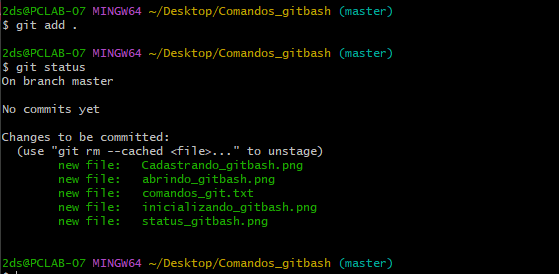 2ds@PCLAB-07 MINGW64 ~/Desktop/Comandos_gitbash (master)
$ git add .
2ds@PCLAB-07 MINGW64 ~/Desktop/Comandos_gitbash (master)
$ git status
On branch master
No commits yet
Changes to be committed:
  (use "git rm --cached <file>..." to unstage)
        new file:   Cadastrando_gitbash.png
        new file:   abrindo_gitbash.png
        new file:   comandos_git.txt
        new file:   inicializando_gitbash.png
        new file:   status_gitbash.png
2ds@PCLAB-07 MINGW64 ~/Desktop/Comandos_gitbash (master)
$